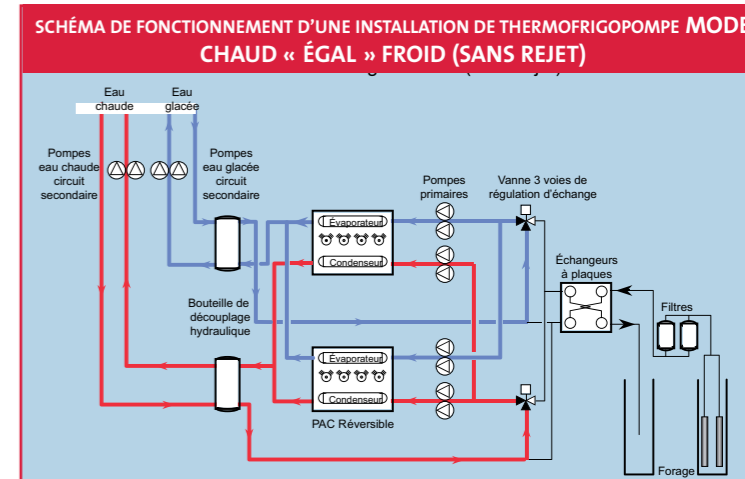 SCHÉMA DE FONCTIONNEMENT D'UNE INSTALLATION DE THERMOFRIGOPOMPE MODE
CHAUD « ÉGAL » FROID (SANS REJET)
Eau
chaude
Eau
glacée
Pompes
eau chaude
circuit
secondaire
Pompes
eau glacée
circuit
secondaire
Pompes
primaires
Vanne 3 voies de
régulation d'échange
Évaporateur
Condenseur
Échangeurs
à plaques
Filtres
Bouteille de
découplage
hydraulique
Évaporateur
Condenseur
PAC Réversible
Forage